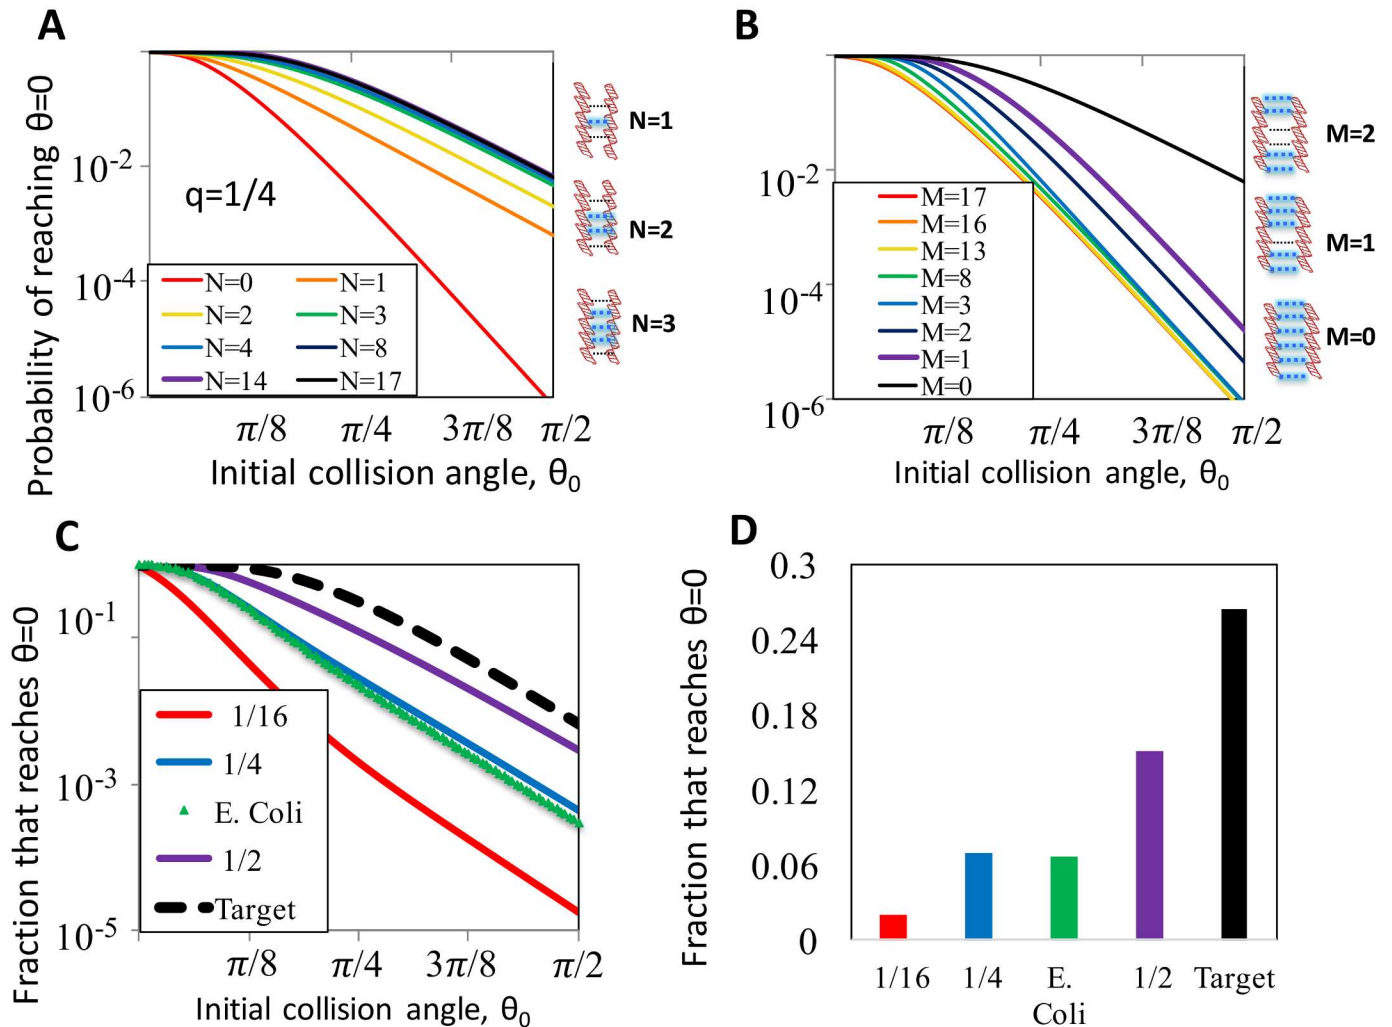 A
Probability of reaching θ=0
10-2
10-4
10-6
q=1/4
N=0 N=1
N=2 N=3
N=4 N=8
N=14 N=17
π/8 π/4 3π/8 π/2
Initial collision angle, θ0
N=1
N=2
N=3
B
10-2
10-4
10-6
M=17
M=16
M=13
M=8
M=3
M=2
M=1
M=0
π/8 π/4 3π/8 π/2
Initial collision angle, θ0
M=2
M=1
M=0
C
Fraction that reaches θ=0
10-1
10-3
10-5
1/16
1/4
E. Coli
1/2
Target
π/8 π/4 3π/8 π/2
Initial collision angle, θ0
D
Fraction that reaches θ=0
0.3
0.24
0.18
0.12
0.06
0
1/16 1/4 E. 1/2 Target
Coli